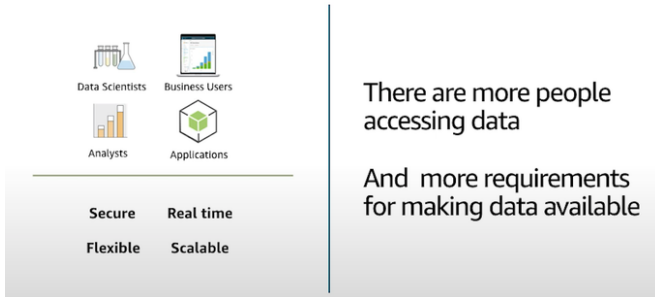 Data Scientists
Business Users
Analysts
Applications
Secure
Real time
Flexible
Scalable
There are more people
accessing data
And more requirements
for making data available